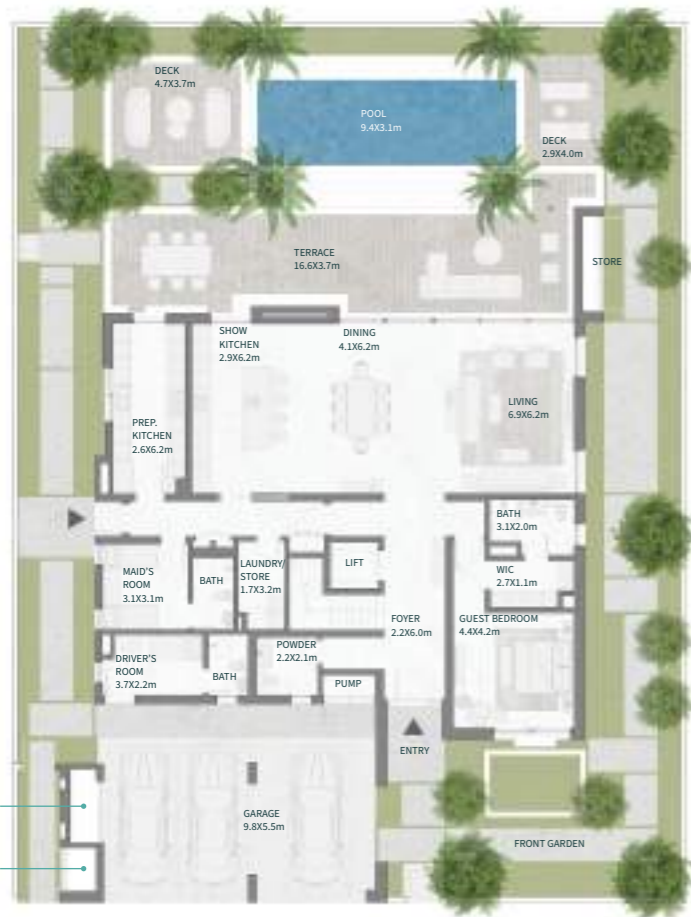 DECK
4.7X3.7m
POOL
9.4X3.1m
DECK
2.9X4.0m
TERRACE
16.6X3.7m
STORE
SHOW
KITCHEN
2.9X6.2m
DINING
4.1X6.2m
LIVING
6.9X6.2m
PREP.
KITCHEN
2.6X6.2m
BATH
3.1X2.0m
MAID'S
ROOM
3.1X3.1m
BATH
LAUNDRY/
STORE
1.7X3.2m
LIFT
WIC
2.7X1.1m
FOYER
2.2X6.0m
GUEST BEDROOM
4.4X4.2m
DRIVER'S
ROOM
3.7X2.2m
BATH
POWDER
2.2X2.1m
PUMP
ENTRY
GARAGE
9.8X5.5m
FRONT GARDEN